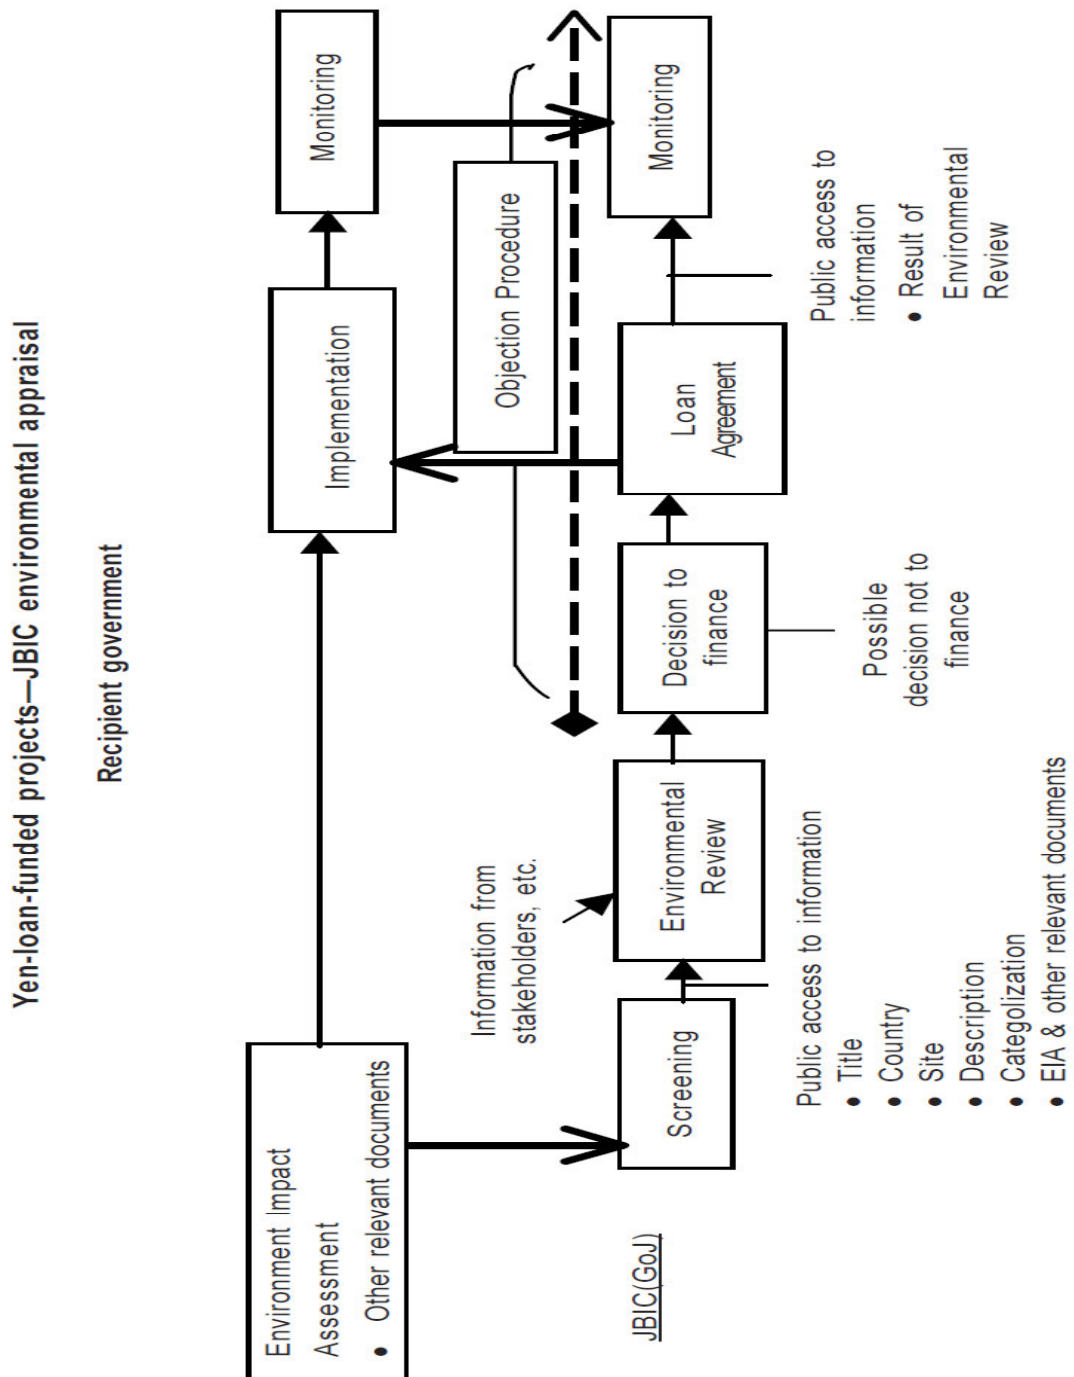 Yen-loan-funded projects—JBIC environmental appraisal
Recipient government
Environment Impact
Assessment
• Other relevant documents
Implementation
Monitoring
Objection Procedure
Information from
stakeholders, etc.
JBIC(GoJ)
Screening
Environmental
Review
Decision to
finance
Loan
Agreement
Monitoring
Public access to information
• Title
• Country
• Site
• Description
• Categolization
• EIA & other relevant documents
Possible
decision not to
finance
Public access to
information
• Result of
Environmental
Review